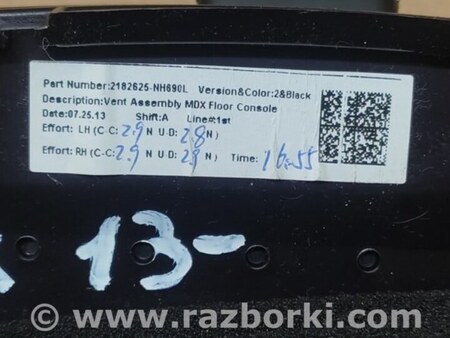 Part Number:2182625-NH690L Version&Color:2&Black
Description:Vent Assembly MDX Floor Console
Date:07.25.13 Shift:A Line#:1st
Effort: LH (C-C: 2.9 N U-D: 2.8 N)
Effort: RH (C-C: 2.9 N U-D: 2.9 N) Time: 16:55
13-
© www.razborki.com